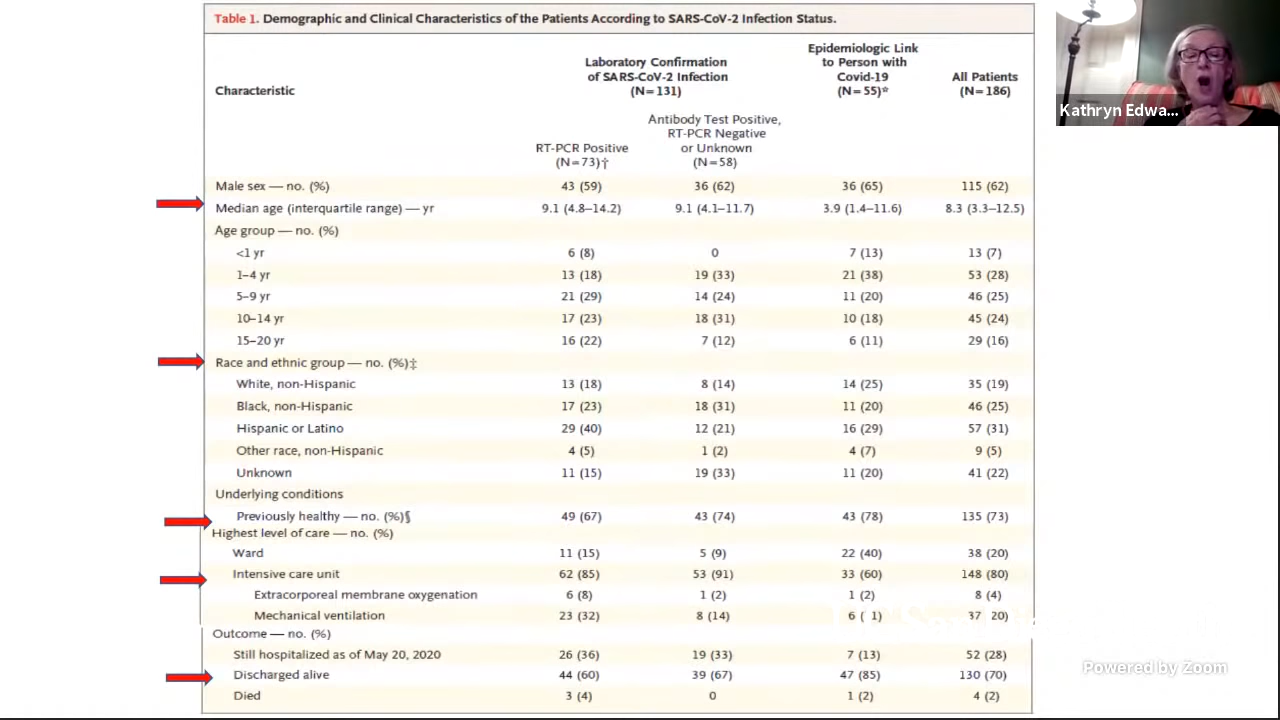 Table 1. Demographic and Clinical Characteristics of the Patients According to SARS-CoV-2 Infection Status.
Characteristic Laboratory Confirmation of SARS-CoV-2 Infection (N=131) Epidemiologic Link to Person with Covid-19 (N=55)* All Patients (N=186)
RT-PCR Positive (N=73)† Antibody Test Positive, RT-PCR Negative or Unknown (N=58)
Male sex — no. (%) 43 (59) 36 (62) 36 (65) 115 (62)
Median age (interquartile range) — yr 9.1 (4.8–14.2) 9.1 (4.1–11.7) 3.9 (1.4–11.6) 8.3 (3.3–12.5)
Age group — no. (%)
<1 yr 6 (8) 0 7 (13) 13 (7)
1–4 yr 13 (18) 19 (33) 21 (38) 53 (28)
5–9 yr 21 (29) 14 (24) 11 (20) 46 (25)
10–14 yr 17 (23) 18 (31) 10 (18) 45 (24)
15–20 yr 16 (22) 7 (12) 6 (11) 29 (16)
Race and ethnic group — no. (%)‡
White, non-Hispanic 13 (18) 8 (14) 14 (25) 35 (19)
Black, non-Hispanic 17 (23) 18 (31) 11 (20) 46 (25)
Hispanic or Latino 29 (40) 12 (21) 16 (29) 57 (31)
Other race, non-Hispanic 4 (5) 1 (2) 4 (7) 9 (5)
Unknown 11 (15) 19 (33) 11 (20) 41 (22)
Underlying conditions
Previously healthy — no. (%)§ 49 (67) 43 (74) 43 (78) 135 (73)
Highest level of care — no. (%)
Ward 11 (15) 5 (9) 22 (40) 38 (20)
Intensive care unit 62 (85) 53 (91) 33 (60) 148 (80)
Extracorporeal membrane oxygenation 6 (8) 1 (2) 1 (2) 8 (4)
Mechanical ventilation 23 (32) 8 (14) 6 ( 1) 37 (20)
Outcome — no. (%)
Still hospitalized as of May 20, 2020 26 (36) 19 (33) 7 (13) 52 (28)
Discharged alive 44 (60) 39 (67) 47 (85) 130 (70)
Died 3 (4) 0 1 (2) 4 (2)
Kathryn Edwa...
Powered by Zoom